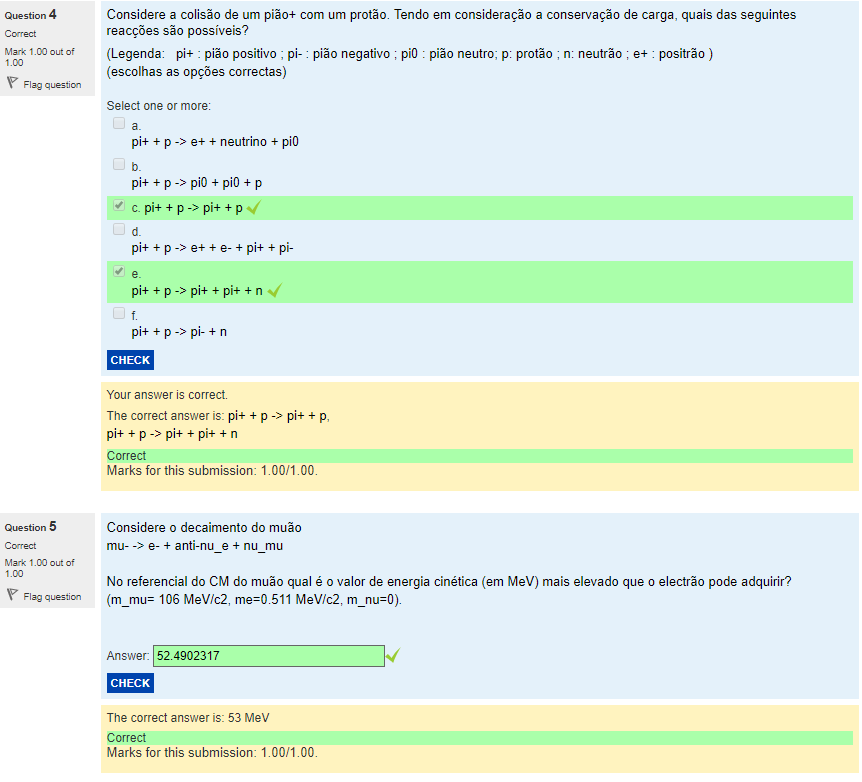 Question 4
Correct
Mark 1.00 out of
1.00
Flag question
Considere a colisão de um pião+ com um protão. Tendo em consideração a conservação de carga, quais das seguintes
reacções são possíveis?
(Legenda: pi+ : pião positivo ; pi- : pião negativo ; pi0 : pião neutro; p: protão ; n: neutrão ; e+ : positrão )
(escolhas as opções correctas)
Select one or more:
a.
pi+ + p -> e+ + neutrino + pi0
b.
pi+ + p -> pi0 + pi0 + p
c. pi+ + p -> pi+ + p
d.
pi+ + p -> e+ + e- + pi+ + pi-
e.
pi+ + p -> pi+ + pi+ + n
f.
pi+ + p -> pi- + n
CHECK
Your answer is correct.
The correct answer is: pi+ + p -> pi+ + p,
pi+ + p -> pi+ + pi+ + n
Correct
Marks for this submission: 1.00/1.00.
Question 5
Correct
Mark 1.00 out of
1.00
Flag question
Considere o decaimento do muão
mu- -> e- + anti-nu_e + nu_mu
No referencial do CM do muão qual é o valor de energia cinética (em MeV) mais elevado que o electrão pode adquirir?
(m_mu= 106 MeV/c2, me=0.511 MeV/c2, m_nu=0).
Answer: 52.4902317
CHECK
The correct answer is: 53 MeV
Correct
Marks for this submission: 1.00/1.00.